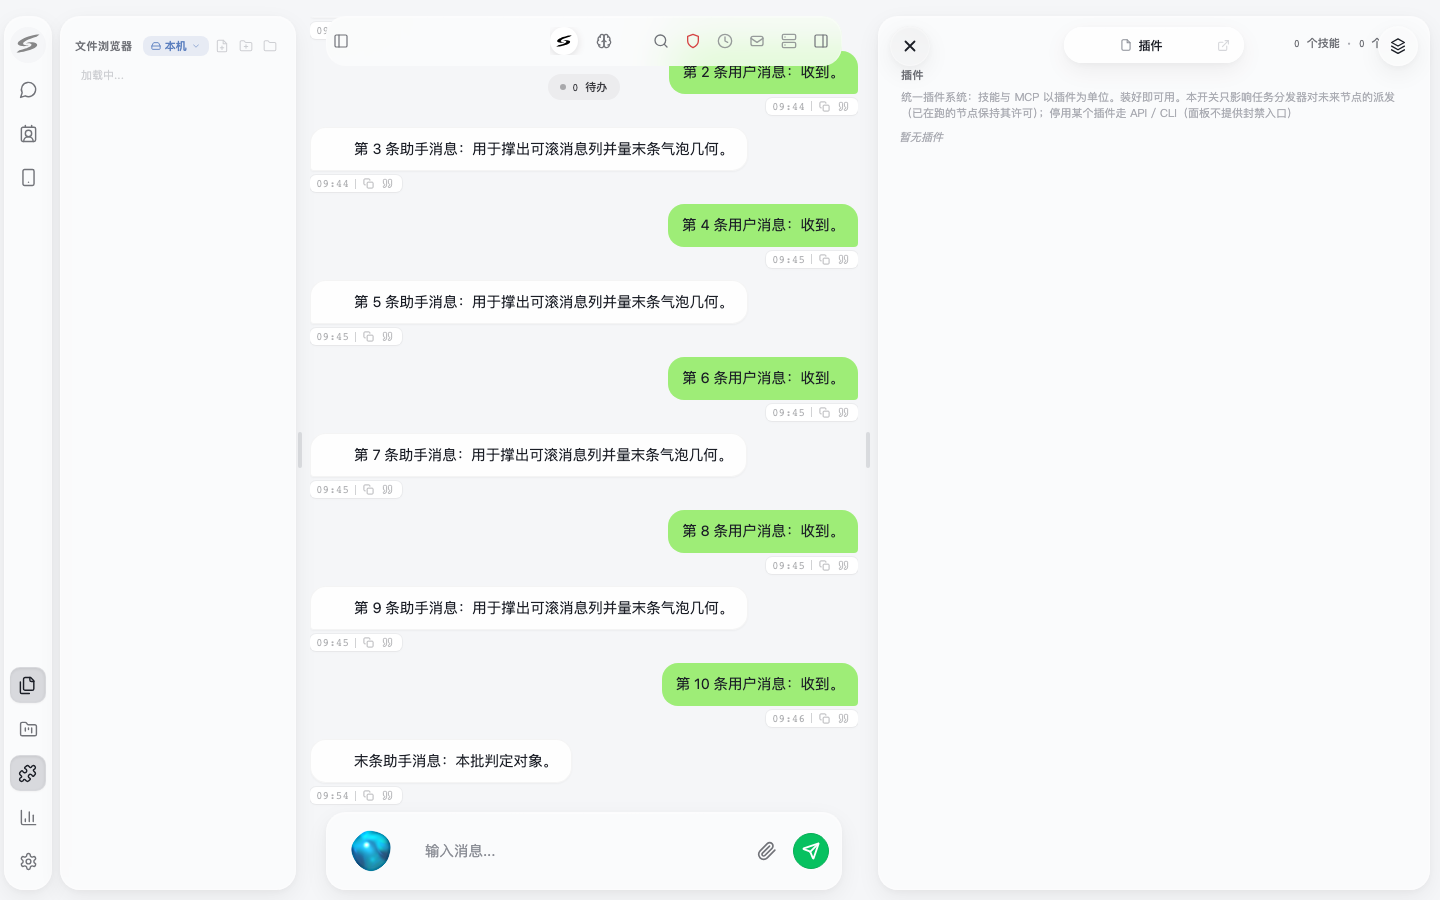 文件浏览器
本机
加载中...
0 待办
第 2 条用户消息：收到。
09:44
第 3 条助手消息：用于撑出可滚消息列并量末条气泡几何。
09:44
第 4 条用户消息：收到。
09:45
第 5 条助手消息：用于撑出可滚消息列并量末条气泡几何。
09:45
第 6 条用户消息：收到。
09:45
第 7 条助手消息：用于撑出可滚消息列并量末条气泡几何。
09:45
第 8 条用户消息：收到。
09:45
第 9 条助手消息：用于撑出可滚消息列并量末条气泡几何。
09:45
第 10 条用户消息：收到。
09:46
末条助手消息：本批判定对象。
09:54
输入消息...
插件
0 个技能 · 0 个
插件
统一插件系统：技能与 MCP 以插件为单位。装好即可用。本开关只影响任务分发器对未来节点的派发
（已在跑的节点保持其许可）；停用某个插件走 API / CLI（面板不提供封禁入口）
暂无插件